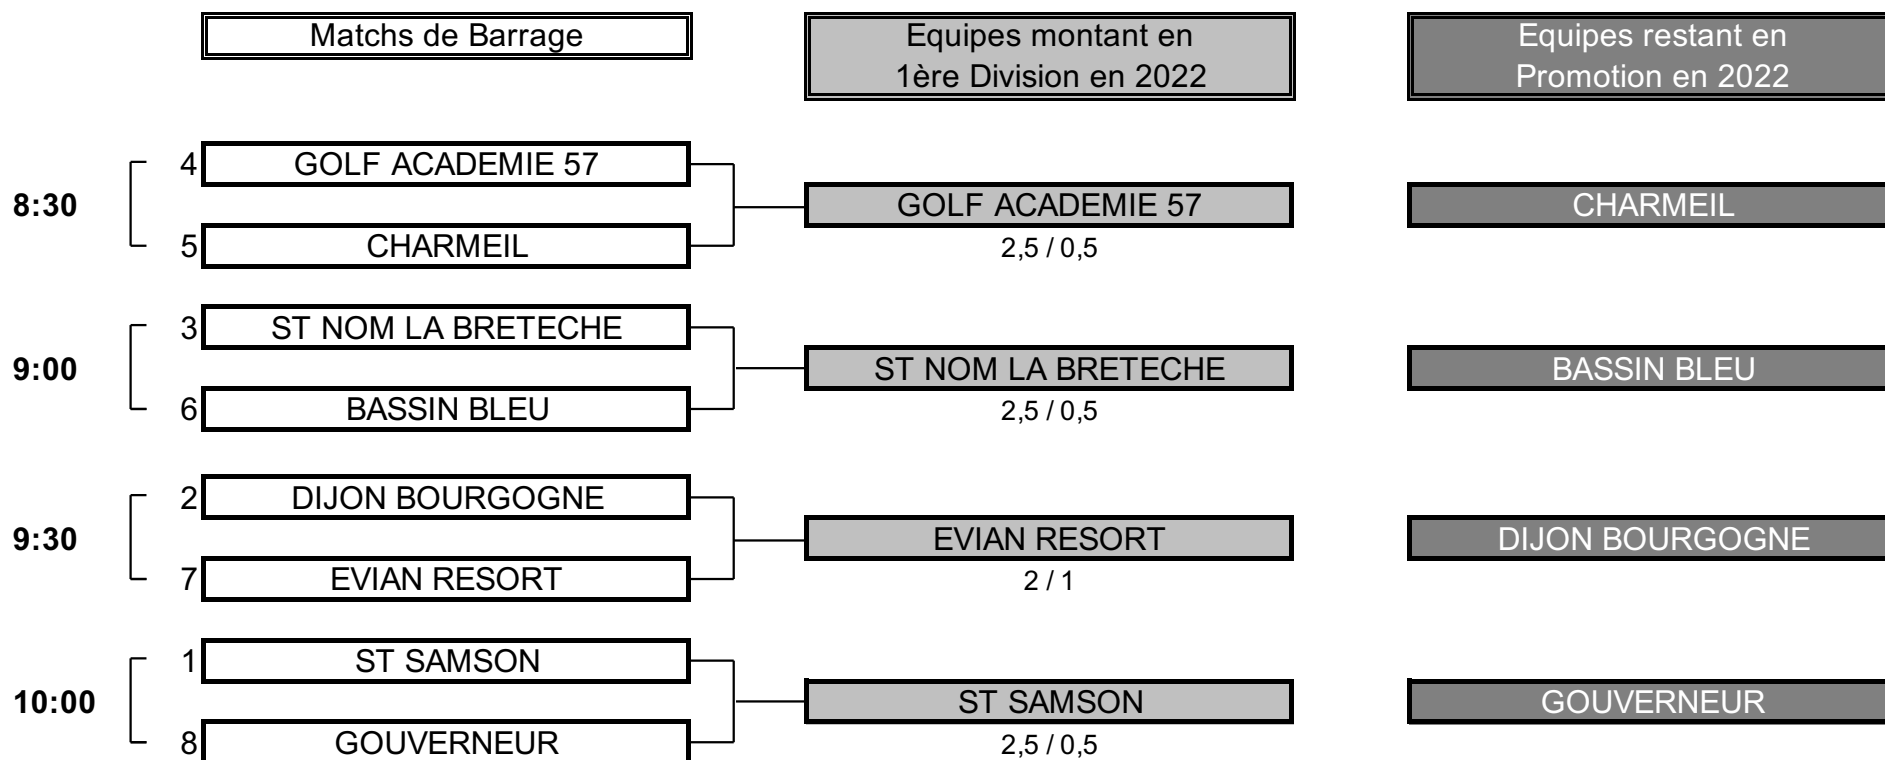 Matchs de Barrage
Equipes montant en
1ère Division en 2022
Equipes restant en
Promotion en 2022
4 GOLF ACADEMIE 57
8:30 GOLF ACADEMIE 57 CHARMEIL
5 CHARMEIL 2,5 / 0,5
3 ST NOM LA BRETECHE
9:00 ST NOM LA BRETECHE BASSIN BLEU
6 BASSIN BLEU 2,5 / 0,5
2 DIJON BOURGOGNE
9:30 EVIAN RESORT DIJON BOURGOGNE
7 EVIAN RESORT 2 / 1
1 ST SAMSON
10:00 ST SAMSON GOUVERNEUR
8 GOUVERNEUR 2,5 / 0,5